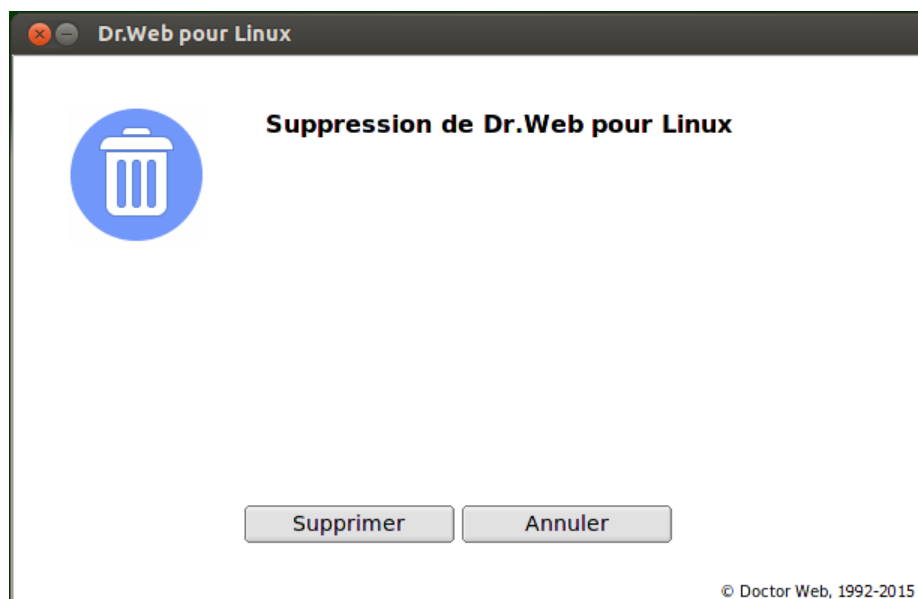 Dr.Web pour Linux
Suppression de Dr.Web pour Linux
Supprimer Annuler
© Doctor Web, 1992-2015